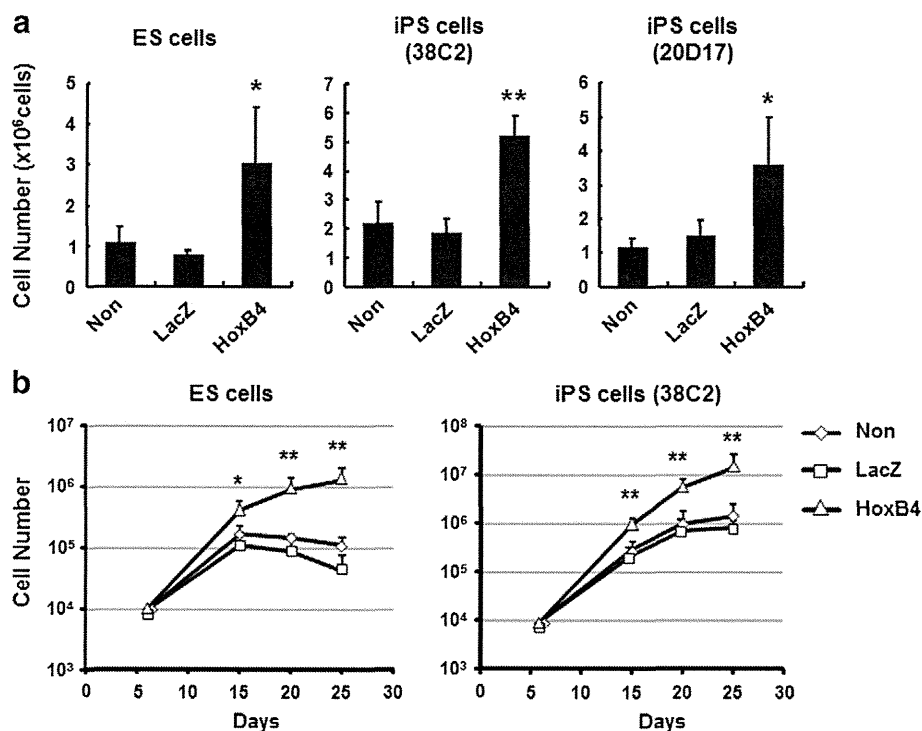 a
ES cells
iPS cells
(38C2)
iPS cells
(20D17)
Cell Number (x10⁶cells)
5
4
3
2
1
0
7
6
5
4
3
2
1
0
6
5
4
3
2
1
0
*
**
*
Non
LacZ
HoxB4
Non
LacZ
HoxB4
Non
LacZ
HoxB4
b
ES cells
iPS cells (38C2)
Cell Number
10⁷
10⁶
10⁵
10⁴
10³
*
**
**
0 5 10 15 20 25 30
Days
10⁸
10⁷
10⁶
10⁵
10⁴
10³
**
**
**
0 5 10 15 20 25 30
Days
Non
LacZ
HoxB4